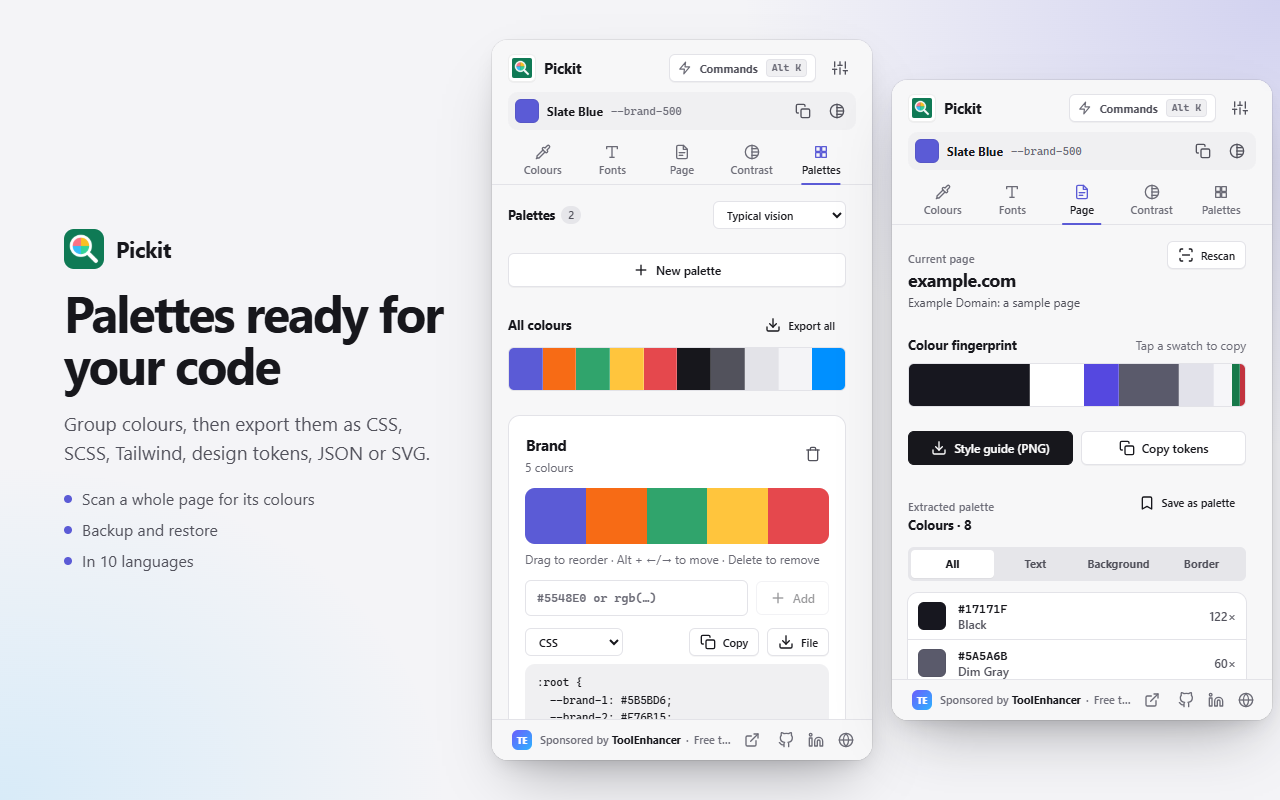 Pickit
Palettes ready for
your code
Group colours, then export them as CSS,
SCSS, Tailwind, design tokens, JSON or SVG.
Scan a whole page for its colours
Backup and restore
In 10 languages
Pickit
Commands Alt K
Slate Blue --brand-500
Colours Fonts Page Contrast Palettes
Palettes 2 Typical vision
New palette
All colours Export all
Brand
5 colours
Drag to reorder · Alt + ←/→ to move · Delete to remove
#5548E0 or rgb(…) Add
CSS Copy File
:root {
--brand-1: #5B5BD6;
--brand-2: #F76B15;
TE Sponsored by ToolEnhancer · Free t…
Pickit
Commands Alt K
Slate Blue --brand-500
Colours Fonts Page Contrast Palettes
Current page
Rescan
example.com
Example Domain: a sample page
Colour fingerprint Tap a swatch to copy
Style guide (PNG) Copy tokens
Extracted palette
Save as palette
Colours · 8
All Text Background Border
#17171F
Black
122×
#5A5A6B
Dim Gray
60×
TE Sponsored by ToolEnhancer · Free t…